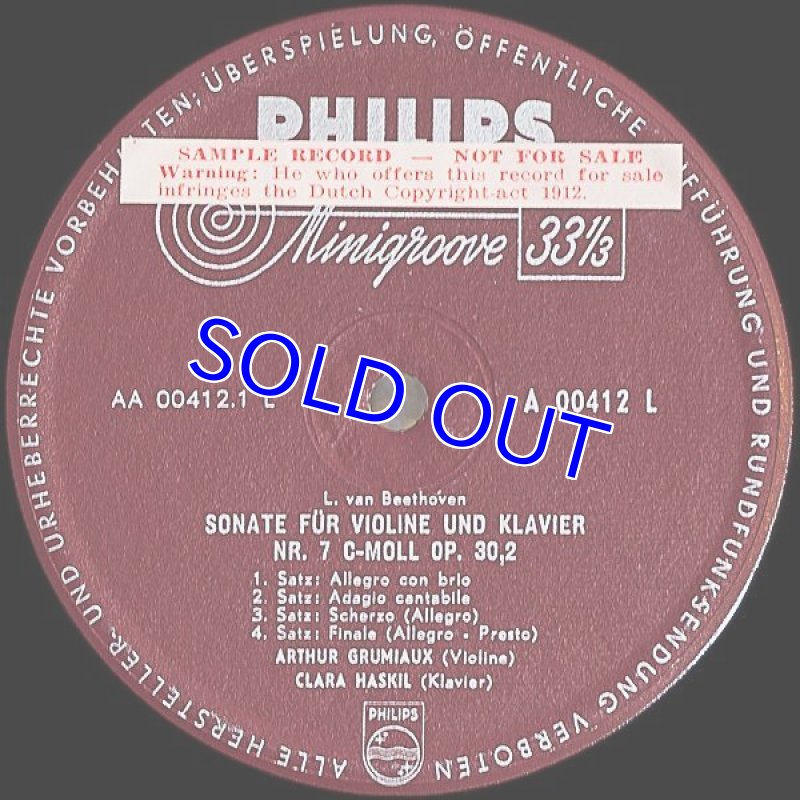 ALLE HERSTELLER- UND URHEBERRECHTE VORBEHALTEN; ÜBERSPIELUNG, ÖFFENTLICHE AUFFÜHRUNG UND RUNDFUNKSENDUNG VERBOTEN
PHILIPS
SAMPLE RECORD — NOT FOR SALE
Warning: He who offers this record for sale
infringes the Dutch Copyright-act 1912.
Minigroove 33⅓
SOLD OUT
AA 00412.1 L
A 00412 L
L. van Beethoven
SONATE FÜR VIOLINE UND KLAVIER
NR. 7 C-MOLL OP. 30,2
1. Satz: Allegro con brio
2. Satz: Adagio cantabile
3. Satz: Scherzo (Allegro)
4. Satz: Finale (Allegro - Presto)
ARTHUR GRUMIAUX (Violine)
CLARA HASKIL (Klavier)
PHILIPS